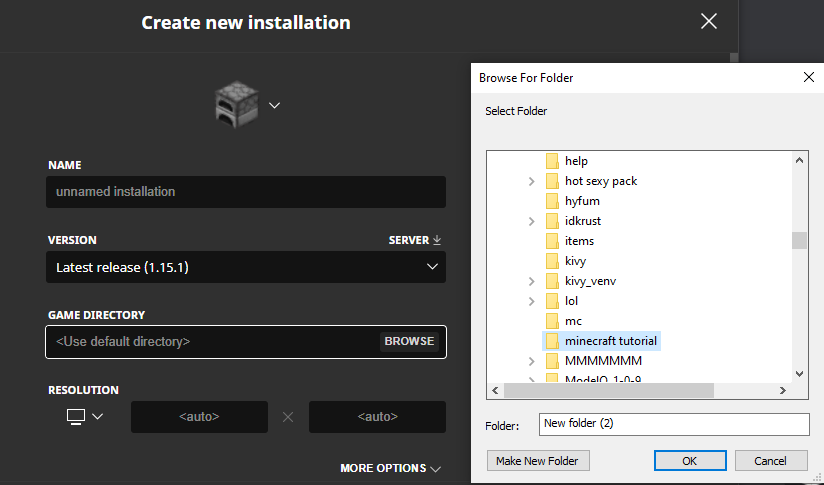 Create new installation
NAME
unnamed installation
VERSION
SERVER
Latest release (1.15.1)
GAME DIRECTORY
<Use default directory>
BROWSE
RESOLUTION
<auto>
<auto>
MORE OPTIONS
Browse For Folder
Select Folder
help
hot sexy pack
hyfum
idkrust
items
kivy
kivy_venv
lol
mc
minecraft tutorial
MMMMMMM
ModelO_1-0-9
Folder:
New folder (2)
Make New Folder
OK
Cancel